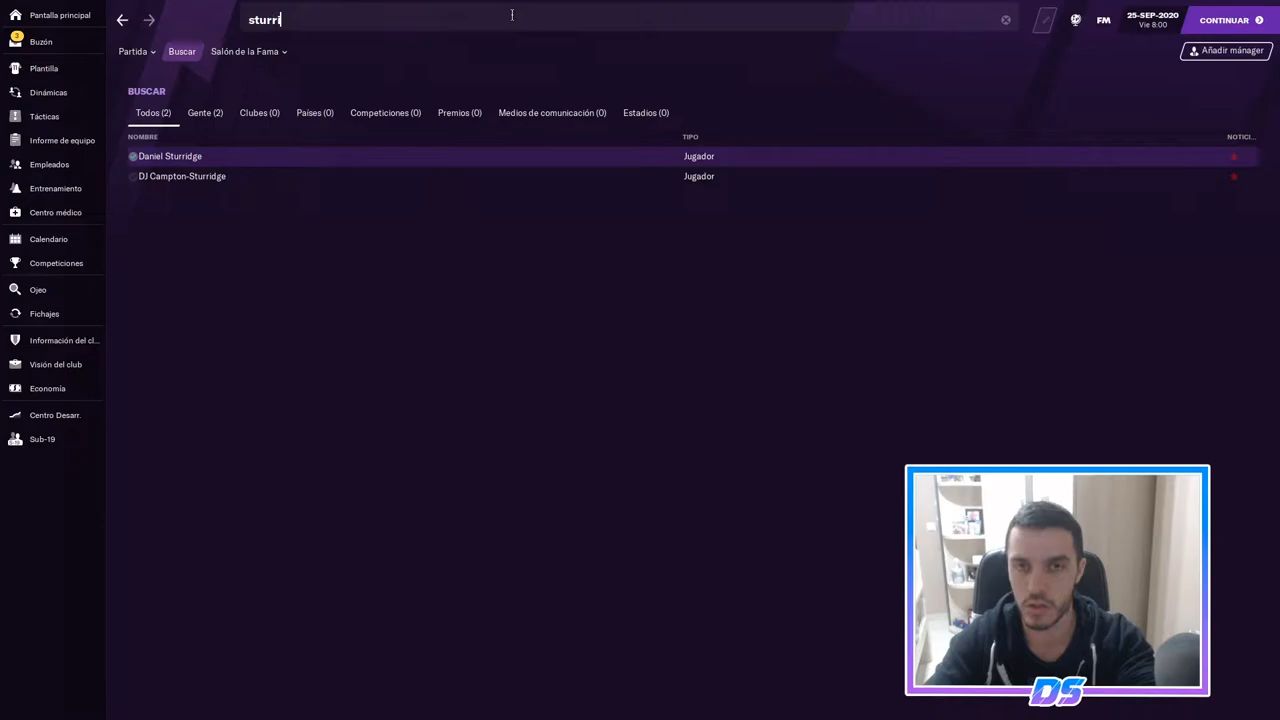 Pantalla principal
sturri
25-SEP-2020
Vie 8:00
FM
CONTINUAR
3
Buzón
Partida
Buscar
Salón de la Fama
Añadir mánager
Plantilla
Dinámicas
Tácticas
Informe de equipo
Empleados
Entrenamiento
Centro médico
Calendario
Competiciones
Ojeo
Fichajes
Información del cl...
Visión del club
Economía
Centro Desarr.
Sub-19
BUSCAR
Todos (2) Gente (2) Clubes (0) Países (0) Competiciones (0) Premios (0) Medios de comunicación (0) Estadios (0)
NOMBRE TIPO NOTICI...
Daniel Sturridge Jugador
DJ Campton-Sturridge Jugador
DS